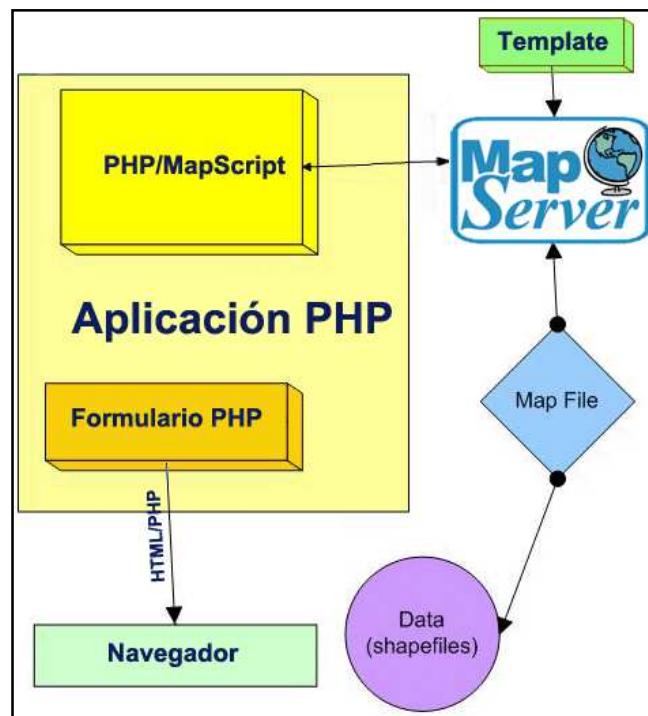 Template
PHP/MapScript
Map
Server
Aplicación PHP
Map File
Formulario PHP
HTML/PHP
Data
(shapefiles)
Navegador